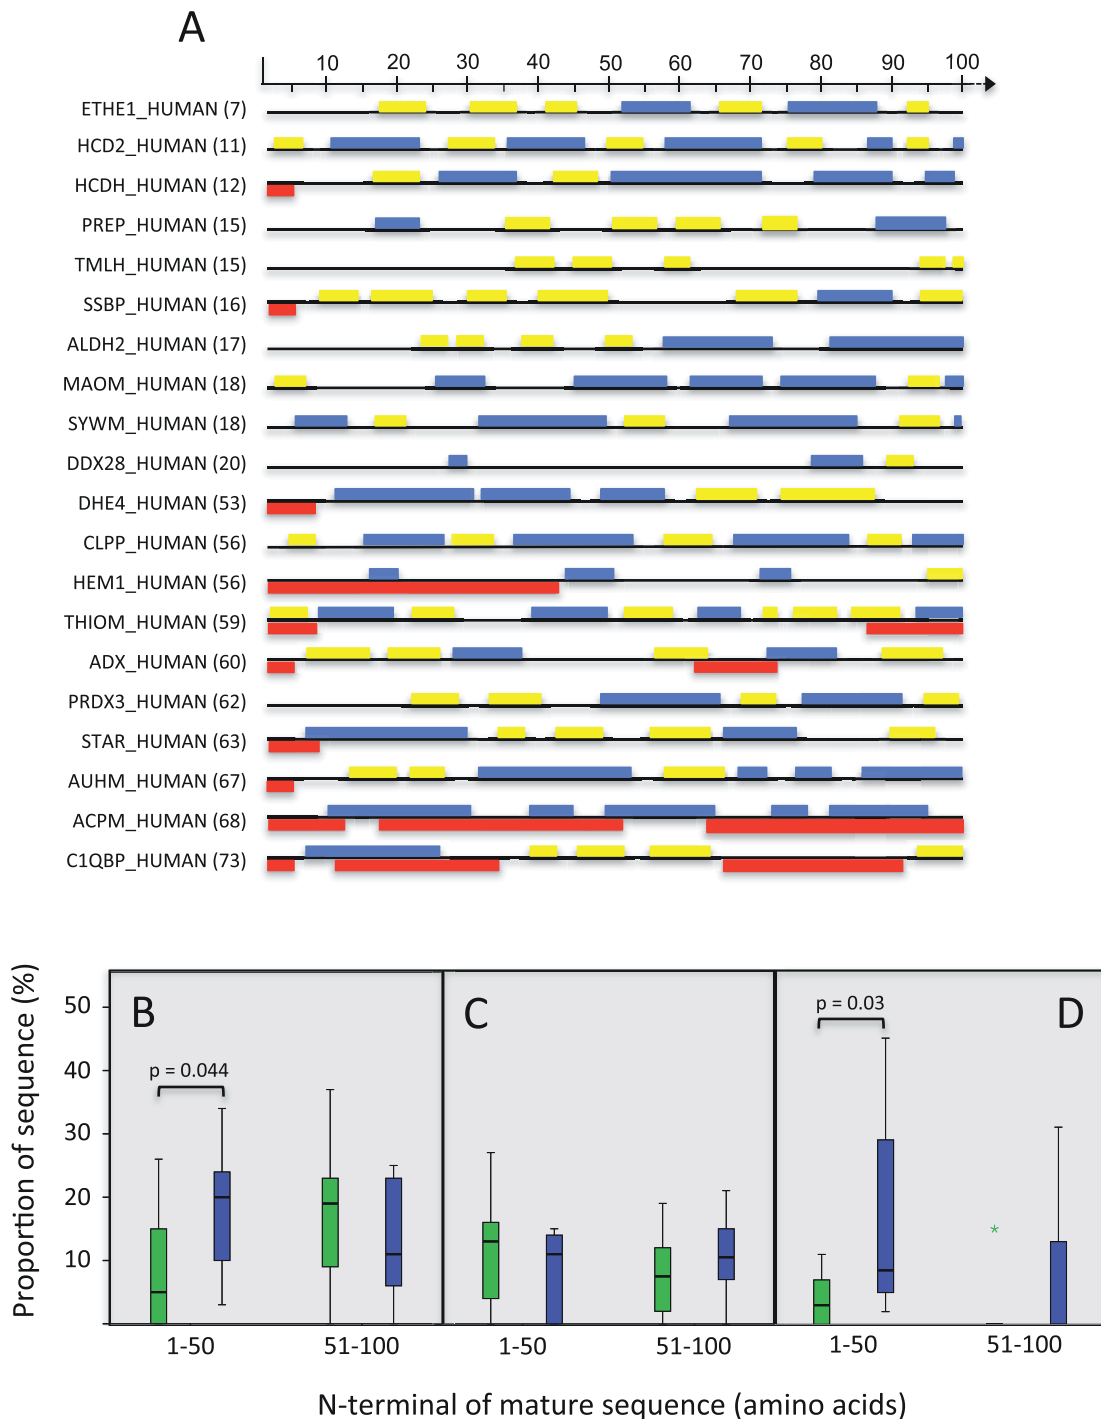 A
10 20 30 40 50 60 70 80 90 100
ETHE1_HUMAN (7)
HCD2_HUMAN (11)
HCDH_HUMAN (12)
PREP_HUMAN (15)
TMLH_HUMAN (15)
SSBP_HUMAN (16)
ALDH2_HUMAN (17)
MAOM_HUMAN (18)
SYWM_HUMAN (18)
DDX28_HUMAN (20)
DHE4_HUMAN (53)
CLPP_HUMAN (56)
HEM1_HUMAN (56)
THIOM_HUMAN (59)
ADX_HUMAN (60)
PRDX3_HUMAN (62)
STAR_HUMAN (63)
AUHM_HUMAN (67)
ACPM_HUMAN (68)
C1QBP_HUMAN (73)
Proportion of sequence (%)
50
40
30
20
10
B
p = 0.044
C
p = 0.03
D
*
1-50 51-100 1-50 51-100 1-50 51-100
N-terminal of mature sequence (amino acids)